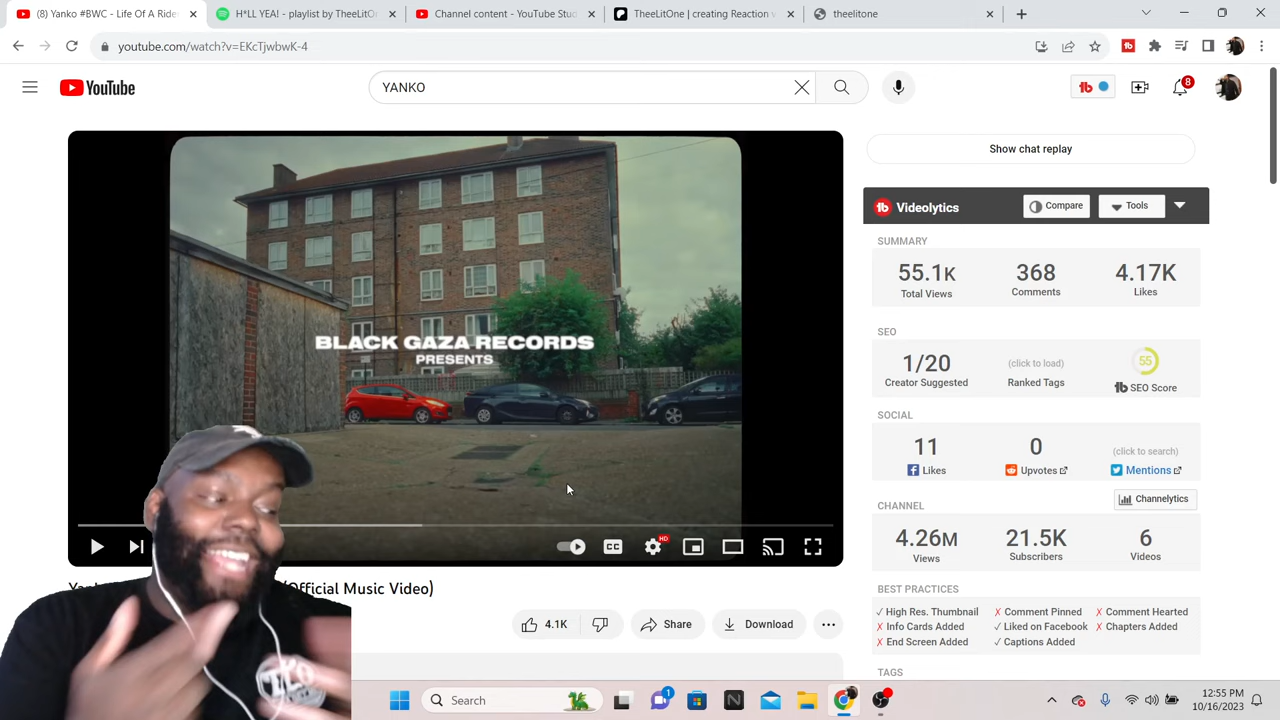 (8) Yanko #BWC - Life Of A Rider
H*LL YEA! - playlist by TheeLitO
Channel content - YouTube Stud
TheeLitOne | creating Reaction v
theelitone
youtube.com/watch?v=EKcTjwbwK-4
YouTube
YANKO
8
BLACK GAZA RECORDS
PRESENTS
CC
HD
(Official Music Video)
4.1K
Share
Download
Show chat replay
Videolytics
Compare
Tools
SUMMARY
55.1K 368 4.17K
Total Views Comments Likes
SEO
1/20 (click to load) 55
Creator Suggested Ranked Tags tb SEO Score
SOCIAL
11 0 (click to search)
Likes Upvotes Mentions
CHANNEL Channelytics
4.26M 21.5K 6
Views Subscribers Videos
BEST PRACTICES
✓ High Res. Thumbnail ✗ Comment Pinned ✗ Comment Hearted
✗ Info Cards Added ✓ Liked on Facebook ✗ Chapters Added
✗ End Screen Added ✓ Captions Added
TAGS
Search
1
12:55 PM
10/16/2023